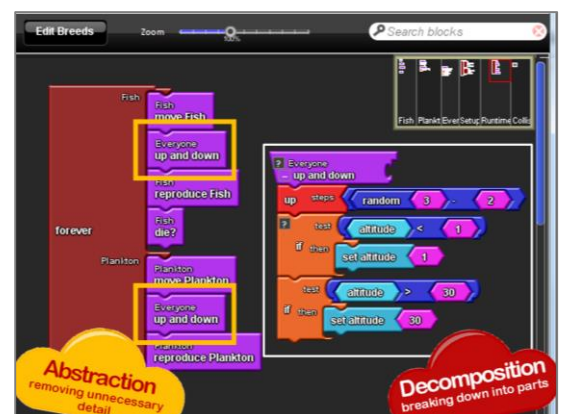 Edit Breeds
Zoom
100%
Search blocks
Fish Plankt Ever Setup Runtime Collis
Fish
Fish
move Fish
Everyone
up and down
Fish
reproduce Fish
Fish
die?
forever
Plankton
Plankton
move Plankton
Everyone
up and down
Plankton
reproduce Plankton
? Everyone
– up and down
up steps random 3 - 2
? test altitude < 1
if then set altitude 1
test altitude > 30
if then set altitude 30
Abstraction
removing unnecessary
detail
Decomposition
breaking down into parts